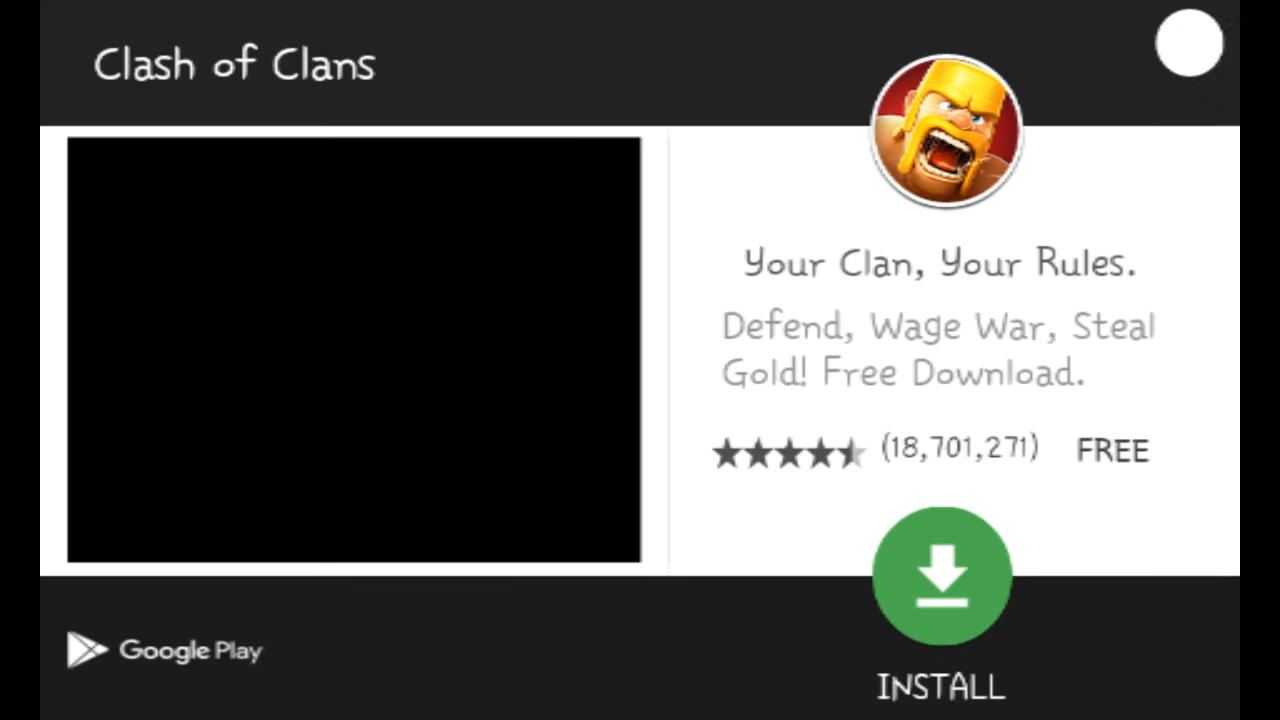 Clash of Clans
Your Clan, Your Rules.
Defend, Wage War, Steal
Gold! Free Download.
(18,701,271) FREE
Google Play
INSTALL